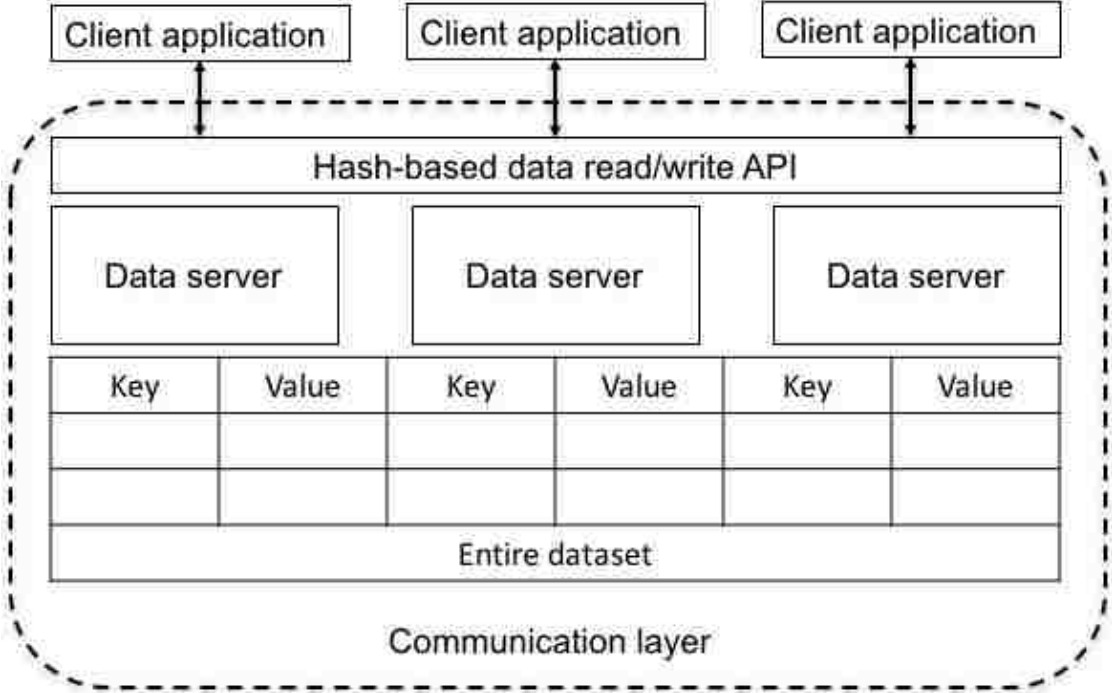 Client application
Client application
Client application
Hash-based data read/write API
Data server
Data server
Data server
Key Value Key Value Key Value
Entire dataset
Communication layer